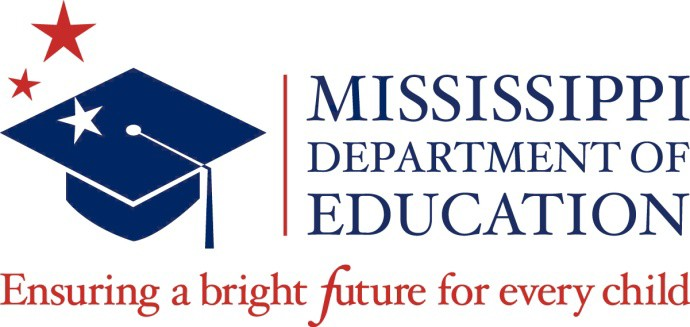 MISSISSIPPI
DEPARTMENT OF
EDUCATION
Ensuring a bright future for every child